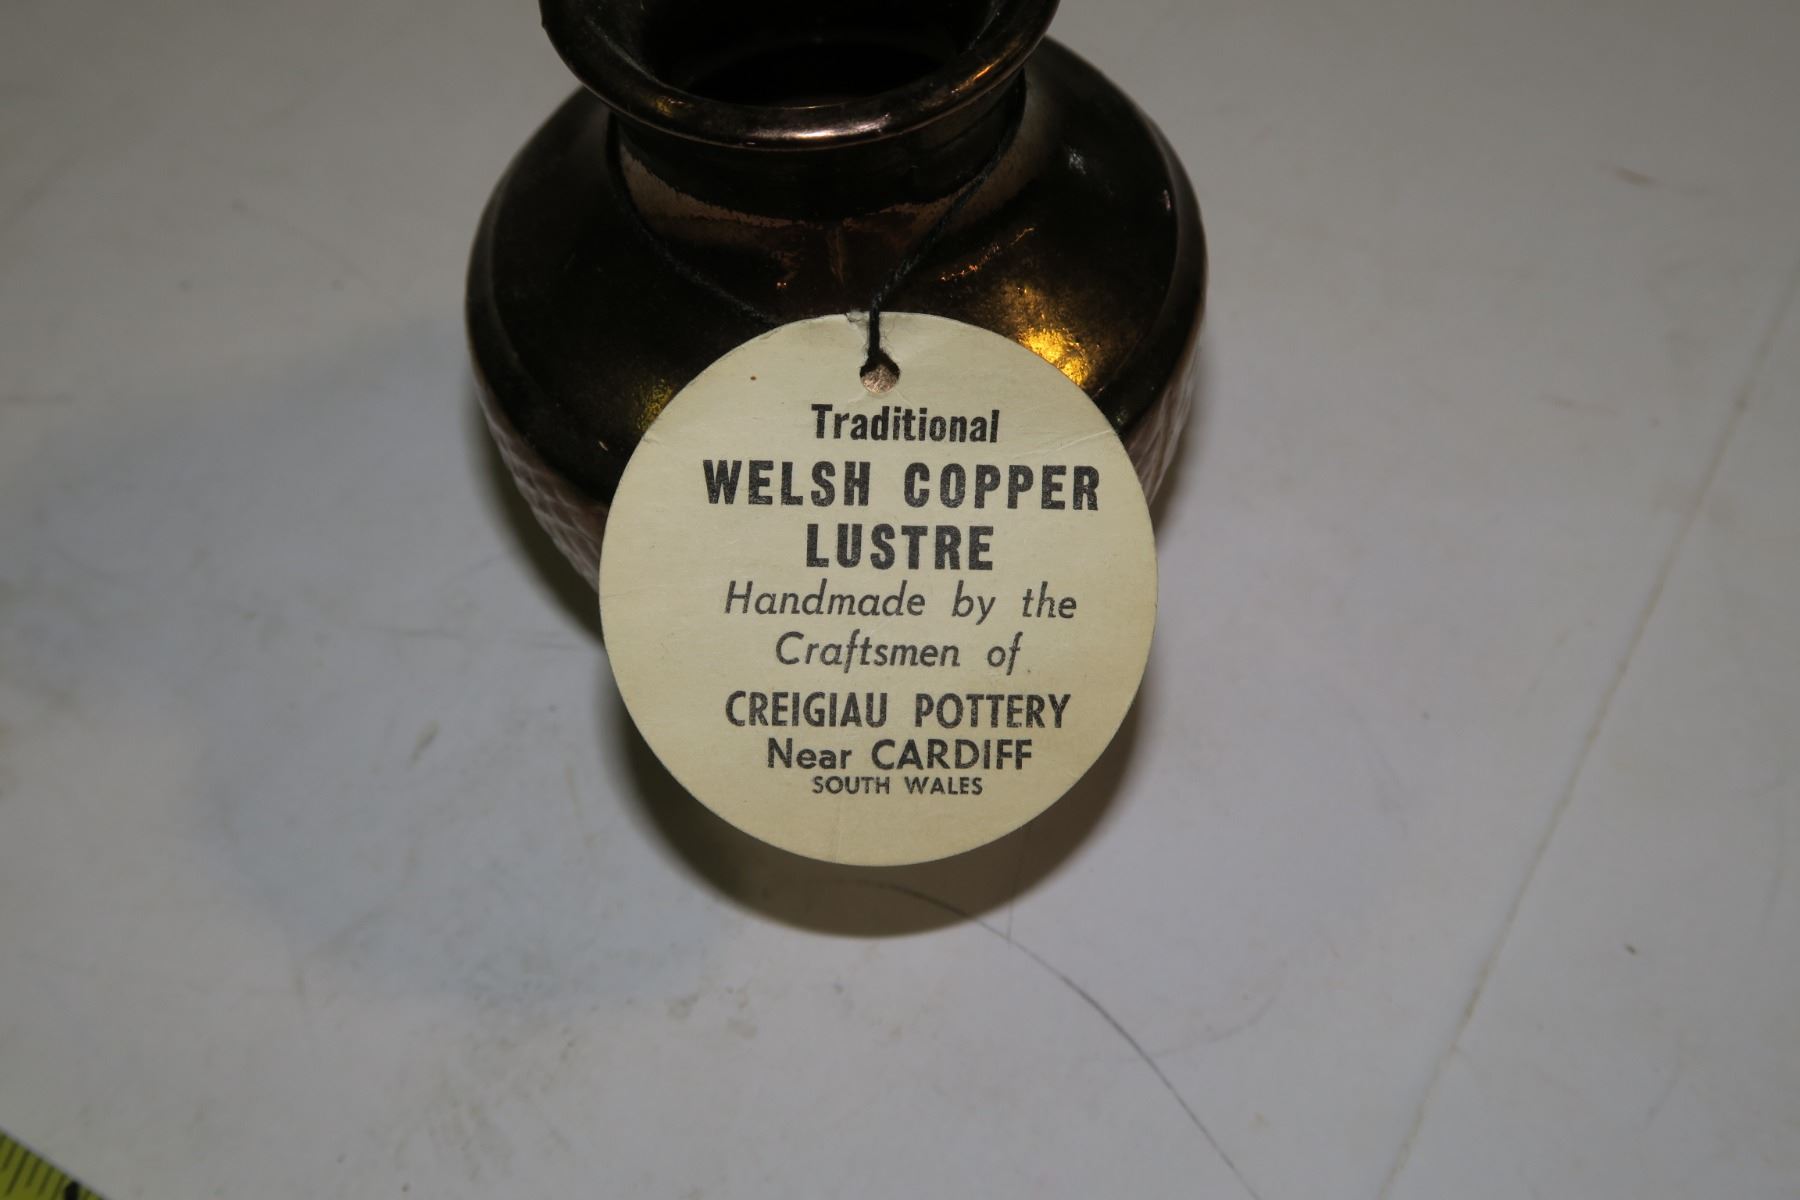 Traditional
WELSH COPPER
LUSTRE
Handmade by the
Craftsmen of
CREIGIAU POTTERY
Near CARDIFF
SOUTH WALES